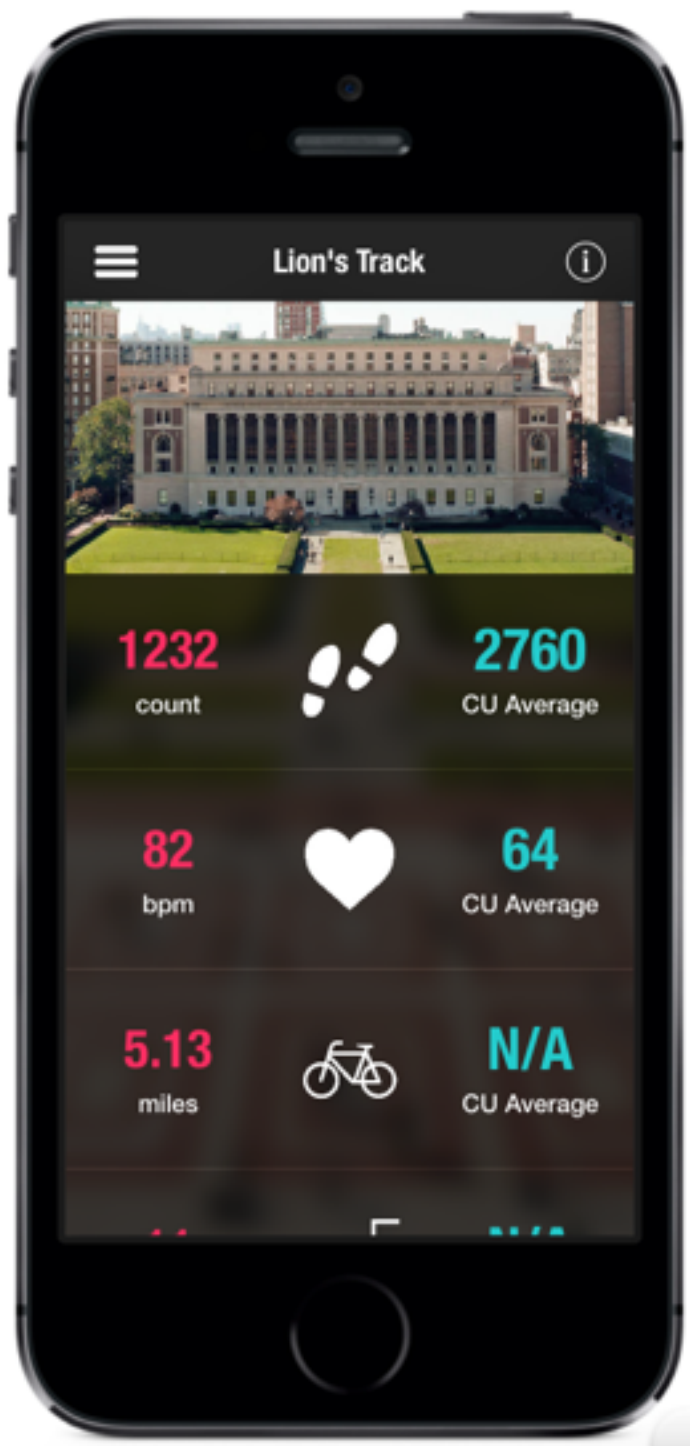 Lion's Track
1232
count
2760
CU Average
82
bpm
64
CU Average
5.13
miles
N/A
CU Average